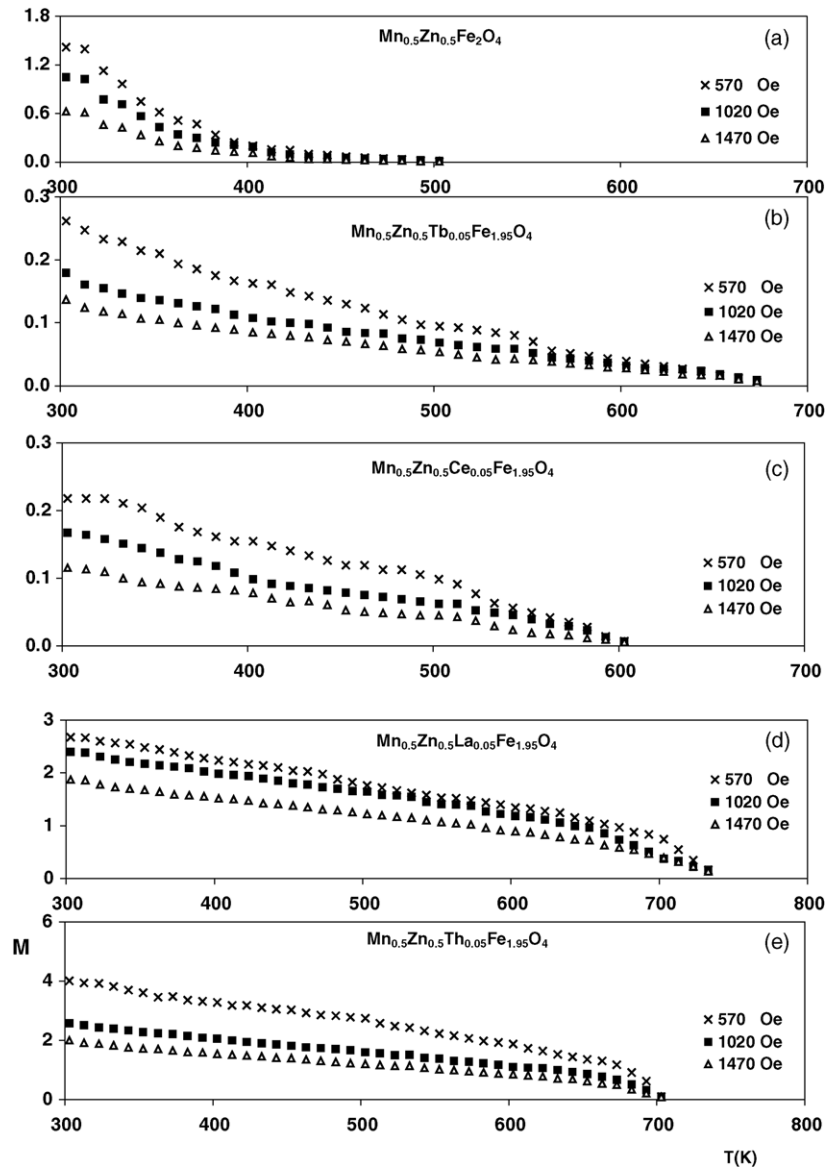 Mn0.5Zn0.5Fe2O4
(a)
1.8
1.2
0.6
0.0
570 Oe
1020 Oe
1470 Oe
300 400 500 600 700
Mn0.5Zn0.5Tb0.05Fe1.95O4
(b)
0.3
0.2
0.1
0.0
570 Oe
1020 Oe
1470 Oe
300 400 500 600 700
Mn0.5Zn0.5Ce0.05Fe1.95O4
(c)
0.3
0.2
0.1
0.0
570 Oe
1020 Oe
1470 Oe
300 400 500 600 700
Mn0.5Zn0.5La0.05Fe1.95O4
(d)
3
2
1
0
570 Oe
1020 Oe
1470 Oe
300 400 500 600 700 800
Mn0.5Zn0.5Th0.05Fe1.95O4
(e)
M
6
4
2
0
570 Oe
1020 Oe
1470 Oe
300 400 500 600 700 800
T(K)